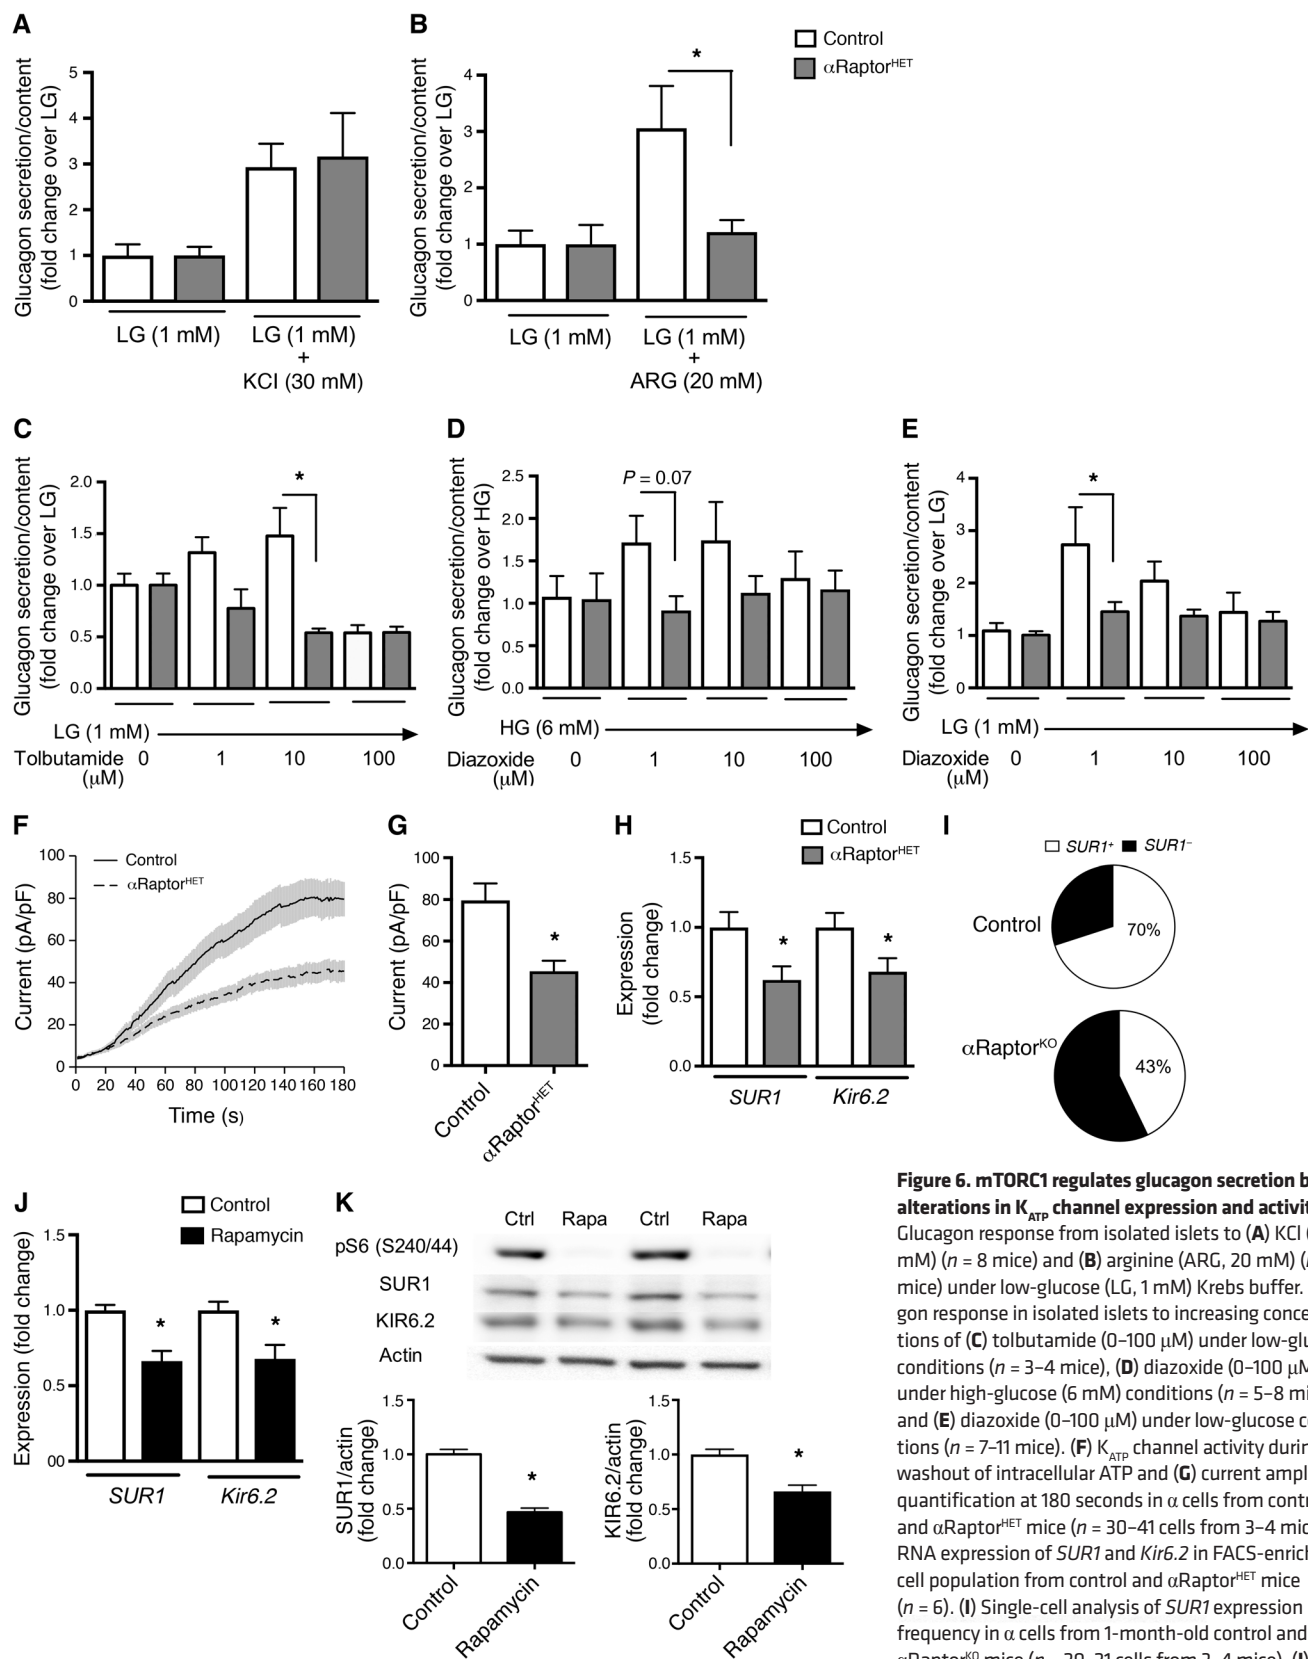 A
B
Control
αRaptorHET
Glucagon secretion/content
(fold change over LG)
5
4
3
2
1
0
LG (1 mM)
LG (1 mM)
+
KCl (30 mM)
Glucagon secretion/content
(fold change over LG)
4
3
2
1
0
*
LG (1 mM)
LG (1 mM)
+
ARG (20 mM)
C
D
E
Glucagon secretion/content
(fold change over LG)
2.0
1.5
1.0
0.5
0.0
*
LG (1 mM)
Tolbutamide 0 1 10 100
(μM)
Glucagon secretion/content
(fold change over HG)
2.5
2.0
1.5
1.0
0.5
0.0
P = 0.07
HG (6 mM)
Diazoxide 0 1 10 100
(μM)
Glucagon secretion/content
(fold change over LG)
4
3
2
1
0
*
LG (1 mM)
Diazoxide 0 1 10 100
(μM)
F
G
H
I
Current (pA/pF)
100
80
60
40
20
0
Control
αRaptorHET
0 20 40 60 80 100 120 140 160 180
Time (s)
Current (pA/pF)
100
80
60
40
20
0
*
Control
αRaptorHET
Control
αRaptorHET
Expression
(fold change)
1.5
1.0
0.5
0.0
* *
SUR1 Kir6.2
SUR1+ SUR1−
Control
70%
αRaptorKO
43%
J
K
Control
Rapamycin
Expression (fold change)
1.5
1.0
0.5
00
* *
SUR1 Kir6.2
Ctrl Rapa Ctrl Rapa
pS6 (S240/44)
SUR1
KIR6.2
Actin
SUR1/actin
(fold change)
1.5
1.0
0.5
0.0
*
Control
Rapamycin
KIR6.2/actin
(fold change)
1.5
1.0
0.5
0.0
*
Control
Rapamycin
Figure 6. mTORC1 regulates glucagon secretion b
alterations in KATP channel expression and activit
Glucagon response from isolated islets to (A) KCl (
mM) (n = 8 mice) and (B) arginine (ARG, 20 mM) (
mice) under low-glucose (LG, 1 mM) Krebs buffer.
gon response in isolated islets to increasing conce
tions of (C) tolbutamide (0–100 μM) under low-glu
conditions (n = 3–4 mice), (D) diazoxide (0–100 μM
under high-glucose (6 mM) conditions (n = 5–8 mi
and (E) diazoxide (0–100 μM) under low-glucose co
tions (n = 7–11 mice). (F) KATP channel activity durin
washout of intracellular ATP and (G) current ampl
quantification at 180 seconds in α cells from contr
and αRaptorHET mice (n = 30–41 cells from 3–4 mic
RNA expression of SUR1 and Kir6.2 in FACS-enrich
cell population from control and αRaptorHET mice
(n = 6). (I) Single-cell analysis of SUR1 expression
frequency in α cells from 1-month-old control and